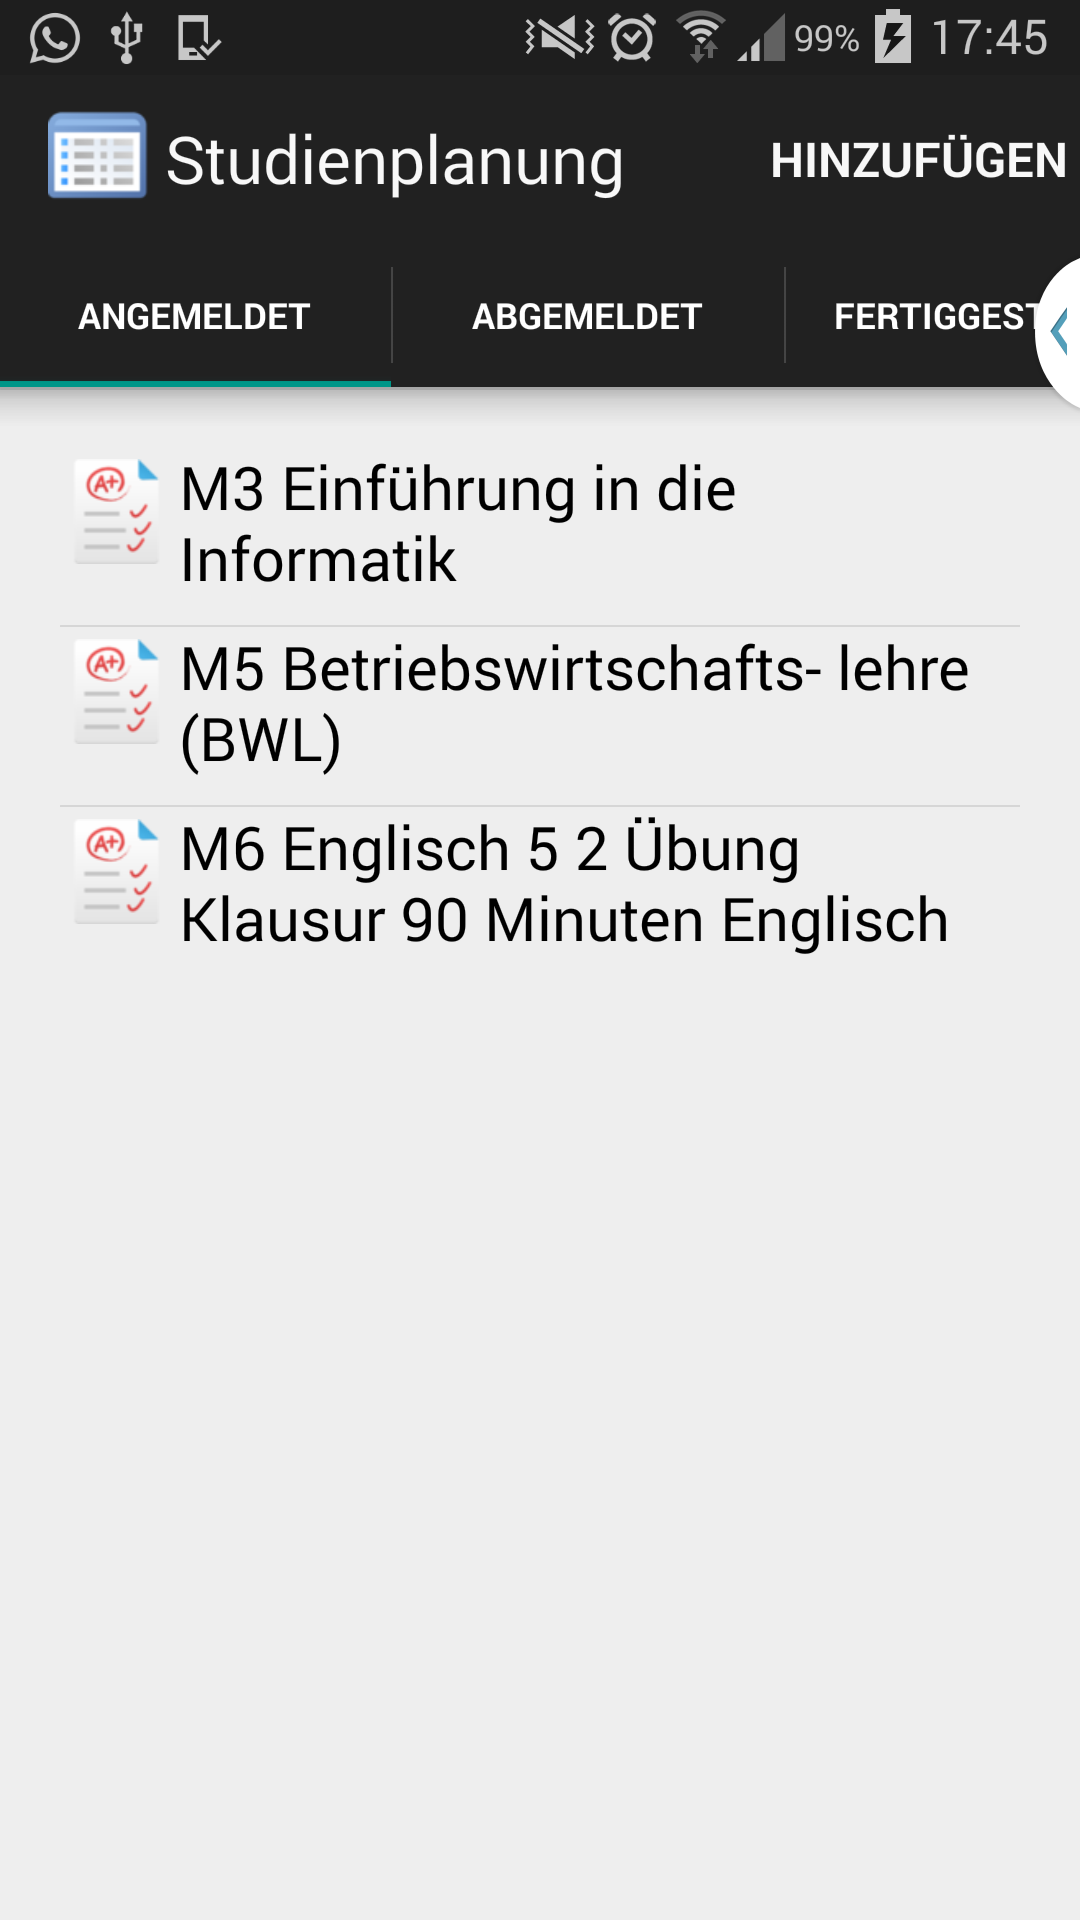 99% 17:45
Studienplanung HINZUFÜGEN
ANGEMELDET ABGEMELDET FERTIGGEST
A+ M3 Einführung in die
Informatik
A+ M5 Betriebswirtschafts- lehre
(BWL)
A+ M6 Englisch 5 2 Übung
Klausur 90 Minuten Englisch